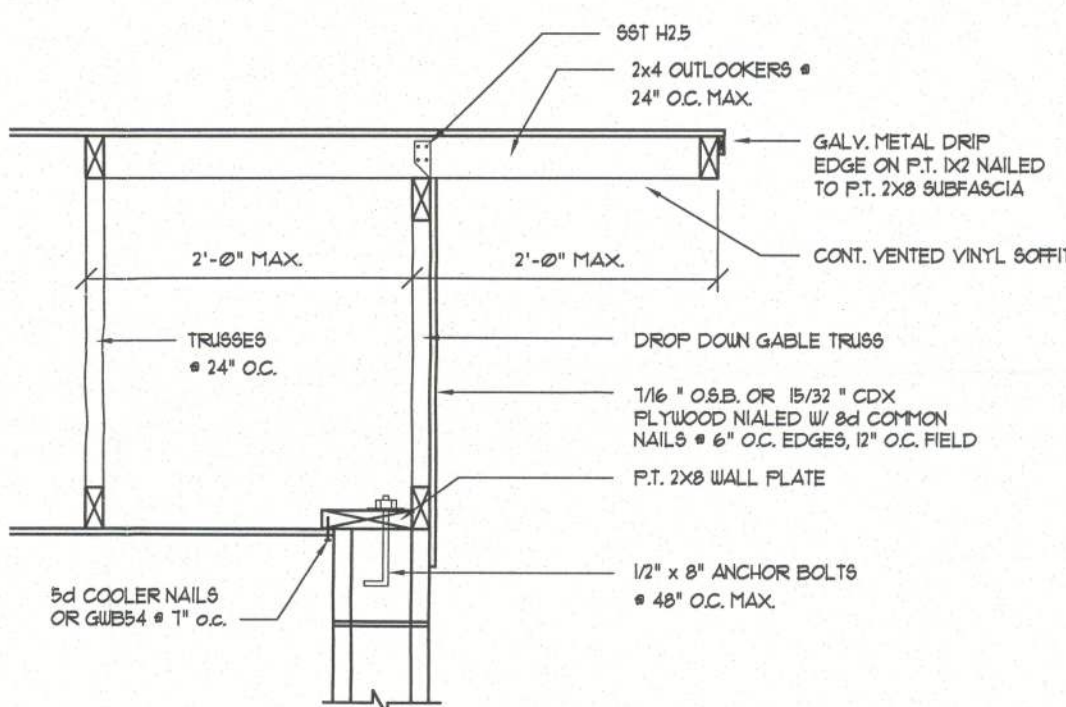 SST H2.5
2x4 OUTLOOKERS @
24" O.C. MAX.
GALV. METAL DRIP
EDGE ON P.T. 1X2 NAILED
TO P.T. 2X8 SUBFASCIA
CONT. VENTED VINYL SOFFIT
2'-0" MAX.
2'-0" MAX.
TRUSSES
@ 24" O.C.
DROP DOWN GABLE TRUSS
7/16 " O.S.B. OR 15/32 " CDX
PLYWOOD NIALED W/ 8d COMMON
NAILS @ 6" O.C. EDGES, 12" O.C. FIELD
P.T. 2X8 WALL PLATE
1/2" x 8" ANCHOR BOLTS
@ 48" O.C. MAX.
5d COOLER NAILS
OR GWB54 @ 7" O.C.